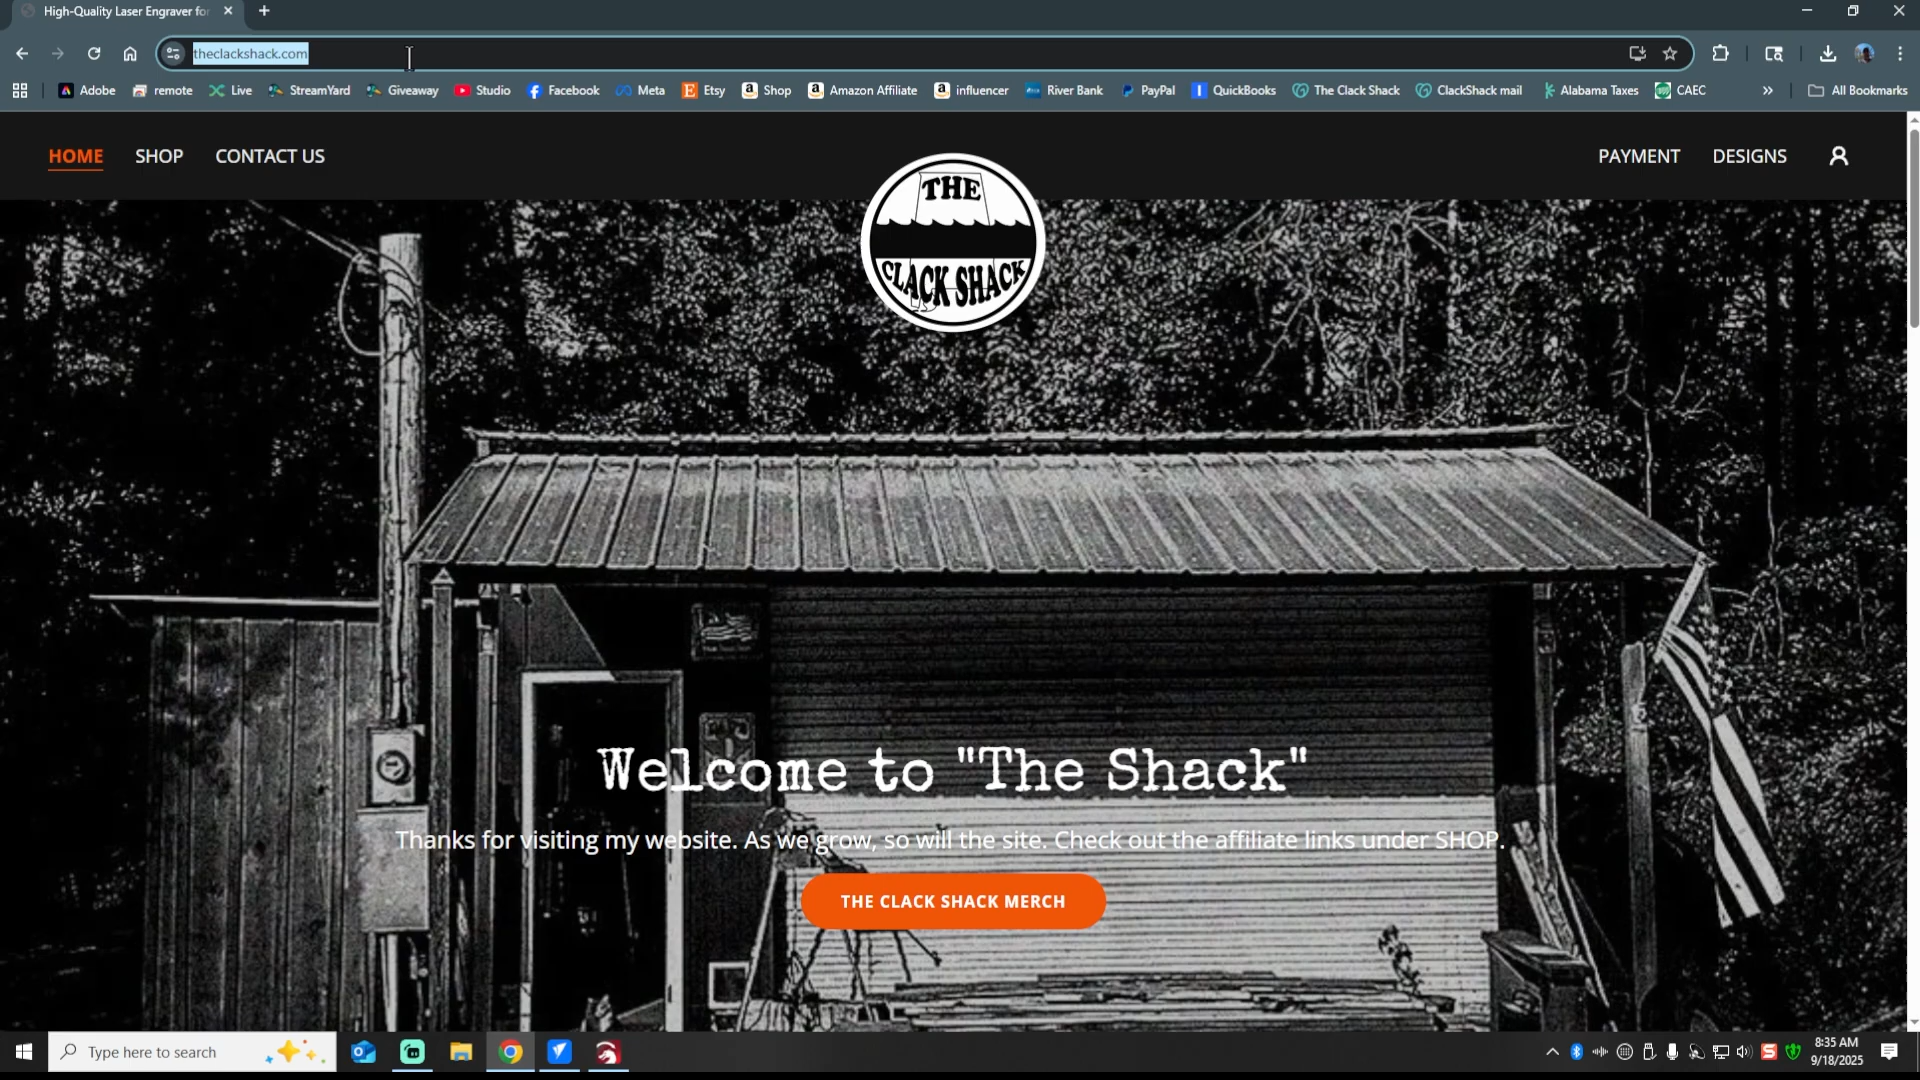 High-Quality Laser Engraver for
theclackshack.com
Adobe remote Live StreamYard Giveaway Studio Facebook Meta Etsy Shop Amazon Affiliate influencer River Bank PayPal QuickBooks The Clack Shack ClackShack mail Alabama Taxes CAEC All Bookmarks
HOME SHOP CONTACT US PAYMENT DESIGNS
THE
CLACK SHACK
Welcome to "The Shack"
Thanks for visiting my website. As we grow, so will the site. Check out the affiliate links under SHOP.
THE CLACK SHACK MERCH
Type here to search
8:35 AM
9/18/2025